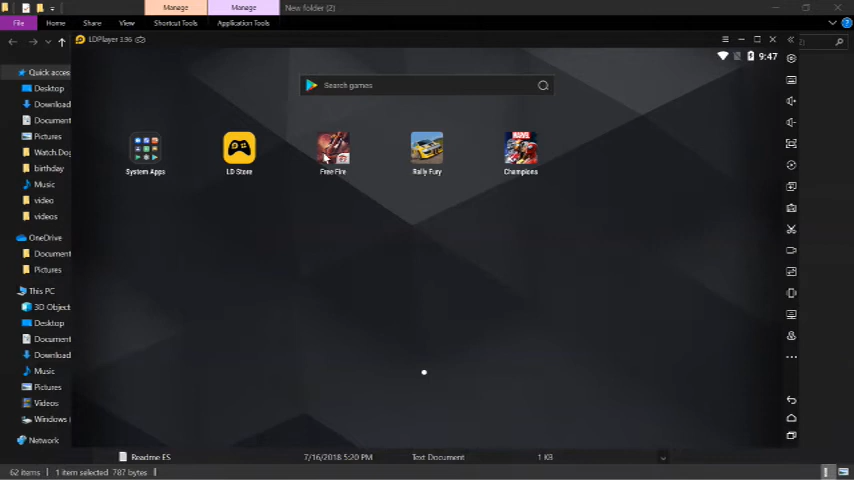 Manage
Manage
New folder (2)
File
Home
Share
View
Shortcut Tools
Application Tools
LDPlayer 3.96
9:47
Search games
System Apps
LD Store
Free Fire
Rally Fury
Champions
MARVEL
Quick acces
Desktop
Download
Document
Pictures
Watch.Dog
birthday
Music
video
videos
OneDrive
Document
Pictures
This PC
3D Object
Desktop
Document
Download
Music
Pictures
Videos
Windows (
Network
Readme ES
7/16/2018 5:20 PM
Text Document
1 KB
62 items
1 item selected 787 bytes